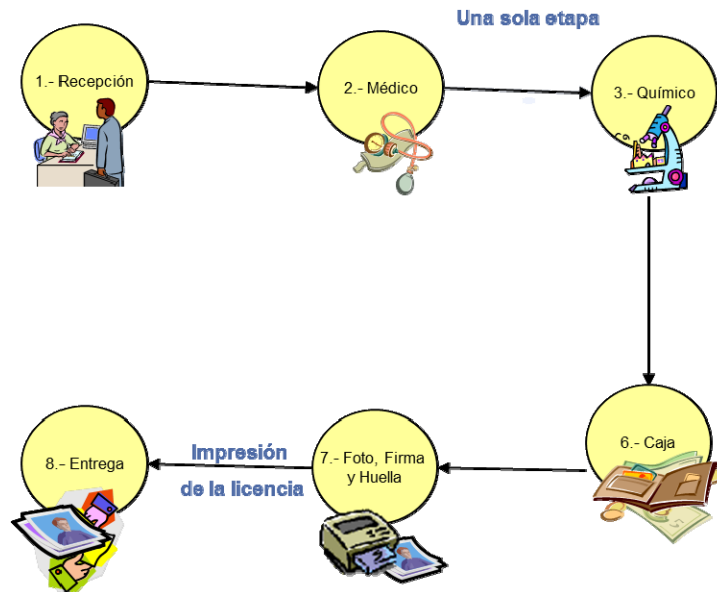 Una sola etapa
1.- Recepción
2.- Médico
3.- Químico
6.- Caja
7.- Foto, Firma
y Huella
Impresión
de la licencia
8.- Entrega